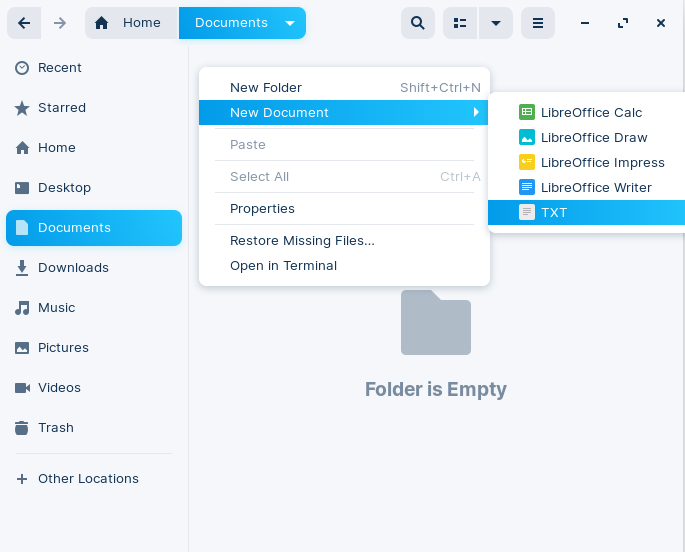 Home
Documents
Recent
Starred
Home
Desktop
Documents
Downloads
Music
Pictures
Videos
Trash
Other Locations
New Folder Shift+Ctrl+N
New Document
Paste
Select All Ctrl+A
Properties
Restore Missing Files...
Open in Terminal
LibreOffice Calc
LibreOffice Draw
LibreOffice Impress
LibreOffice Writer
TXT
Folder is Empty